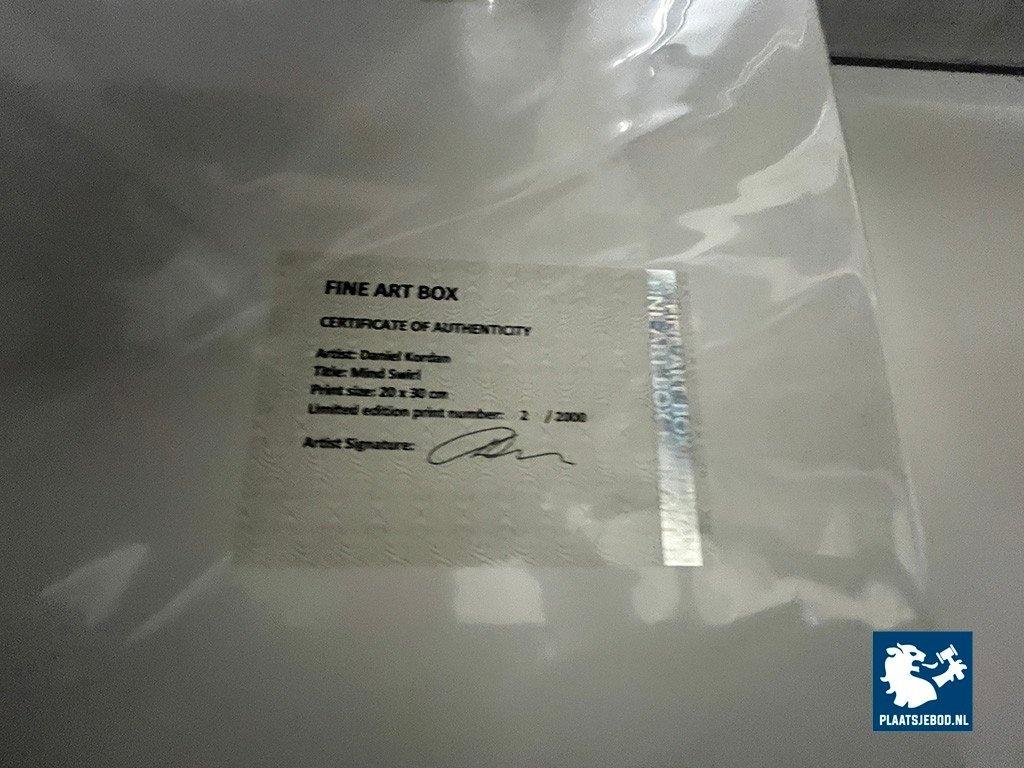 FINE ART BOX
CERTIFICATE OF AUTHENTICITY
Artist: Daniel Kordan
Title: Mind Swirl
Print size: 20 x 30 cm
Limited edition print number: 2 / 2000
Artist Signature:
FINE ART BOX
PLAATSJEBOD.NL